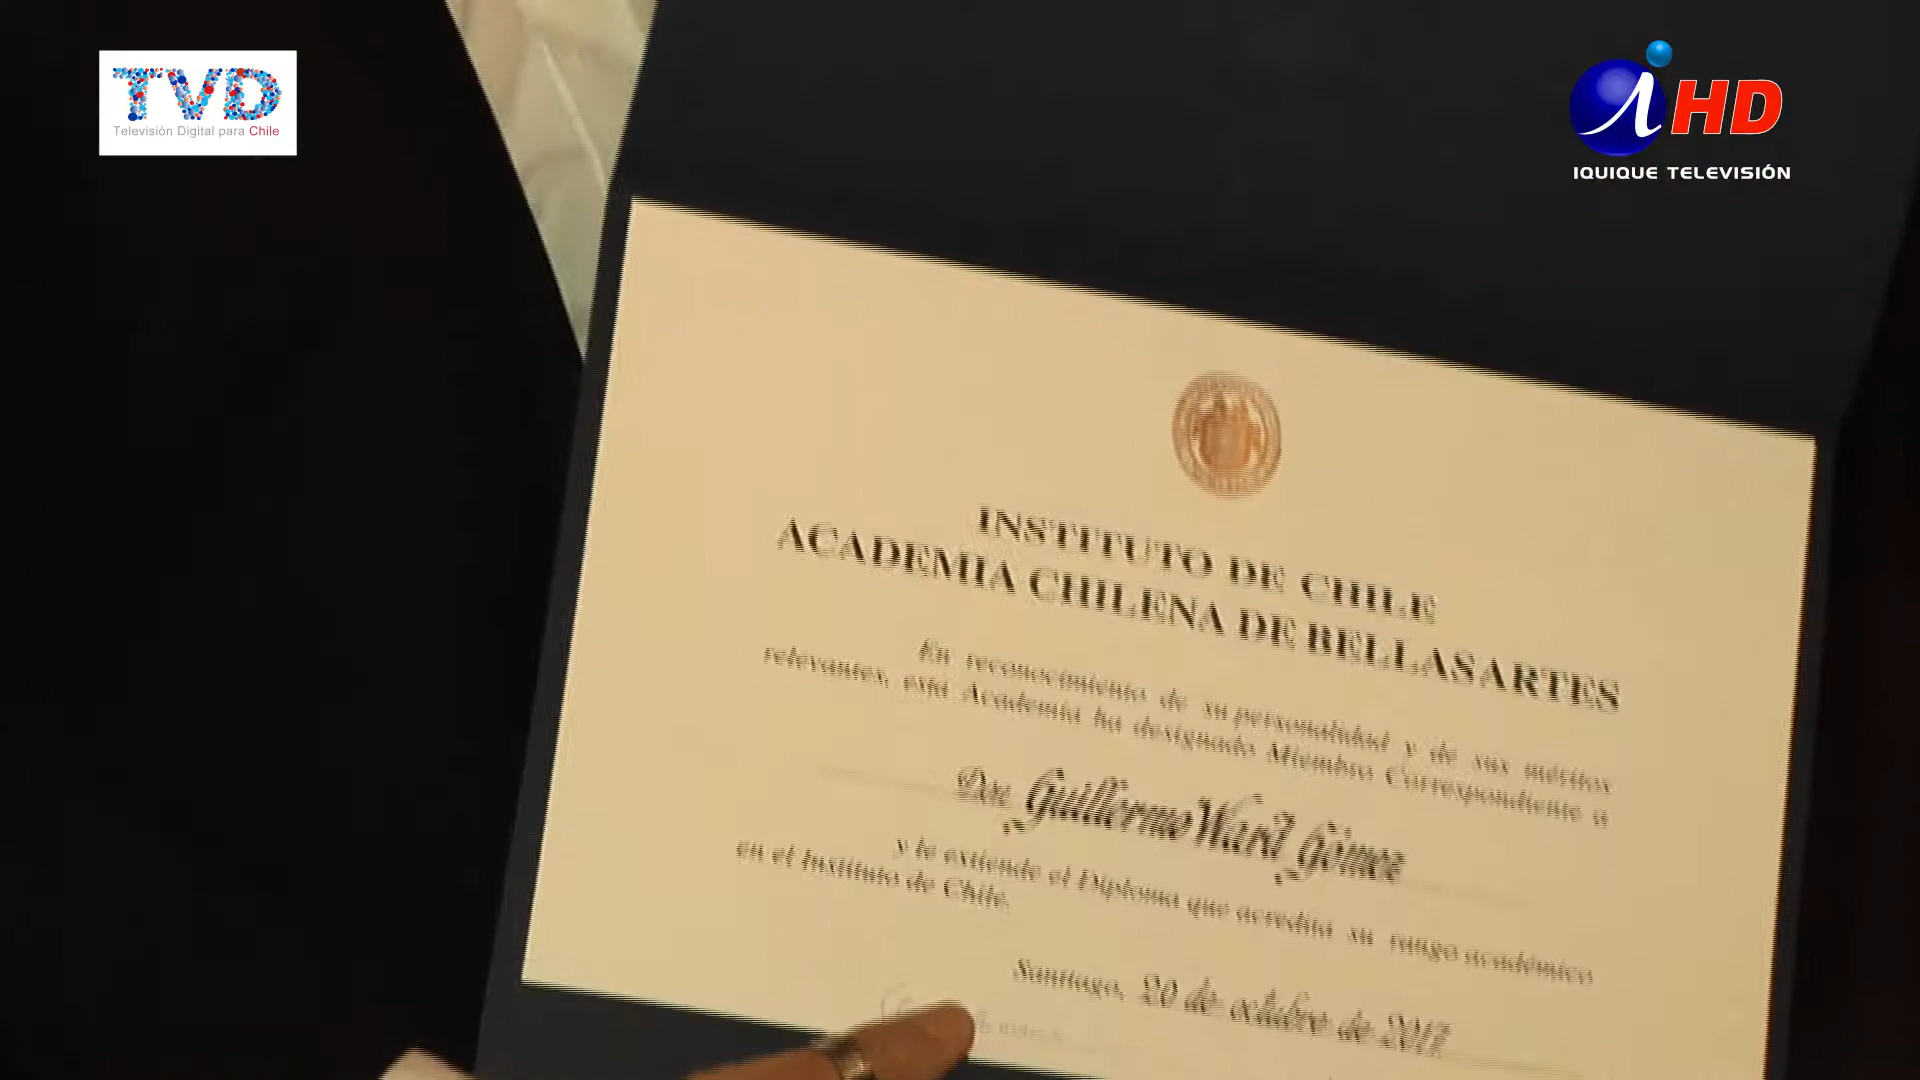 TVD
Televisión Digital para Chile
iHD
IQUIQUE TELEVISIÓN
INSTITUTO DE CHILE
ACADEMIA CHILENA DE BELLAS ARTES
En reconocimiento de su personalidad y de sus méritos
relevantes, esta Academia ha designado Miembro Correspondiente a
Don Guillermo Ward Gómez
y le extiende el Diploma que acredita su rango académico
en el Instituto de Chile.
Santiago, 20 de octubre de 2017